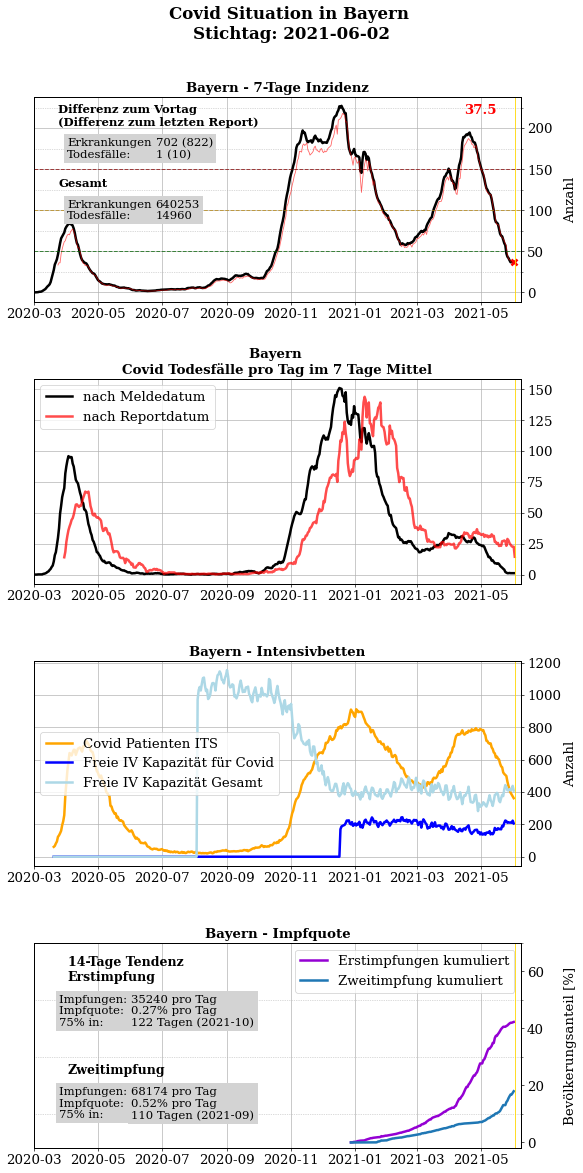 Covid Situation in Bayern
Stichtag: 2021-06-02
Bayern - 7-Tage Inzidenz
Differenz zum Vortag
(Differenz zum letzten Report)
Erkrankungen 702 (822)
Todesfälle: 1 (10)
Gesamt
Erkrankungen 640253
Todesfälle: 14960
37.5
200
150
100
50
0
Anzahl
2020-03 2020-05 2020-07 2020-09 2020-11 2021-01 2021-03 2021-05
Bayern
Covid Todesfälle pro Tag im 7 Tage Mittel
nach Meldedatum
nach Reportdatum
150
125
100
75
50
25
0
2020-03 2020-05 2020-07 2020-09 2020-11 2021-01 2021-03 2021-05
Bayern - Intensivbetten
Covid Patienten ITS
Freie IV Kapazität für Covid
Freie IV Kapazität Gesamt
1200
1000
800
600
400
200
0
Anzahl
2020-03 2020-05 2020-07 2020-09 2020-11 2021-01 2021-03 2021-05
Bayern - Impfquote
14-Tage Tendenz
Erstimpfung
Impfungen: 35240 pro Tag
Impfquote: 0.27% pro Tag
75% in: 122 Tagen (2021-10)
Zweitimpfung
Impfungen: 68174 pro Tag
Impfquote: 0.52% pro Tag
75% in: 110 Tagen (2021-09)
Erstimpfungen kumuliert
Zweitimpfung kumuliert
60
40
20
0
Bevölkerungsanteil [%]
2020-03 2020-05 2020-07 2020-09 2020-11 2021-01 2021-03 2021-05